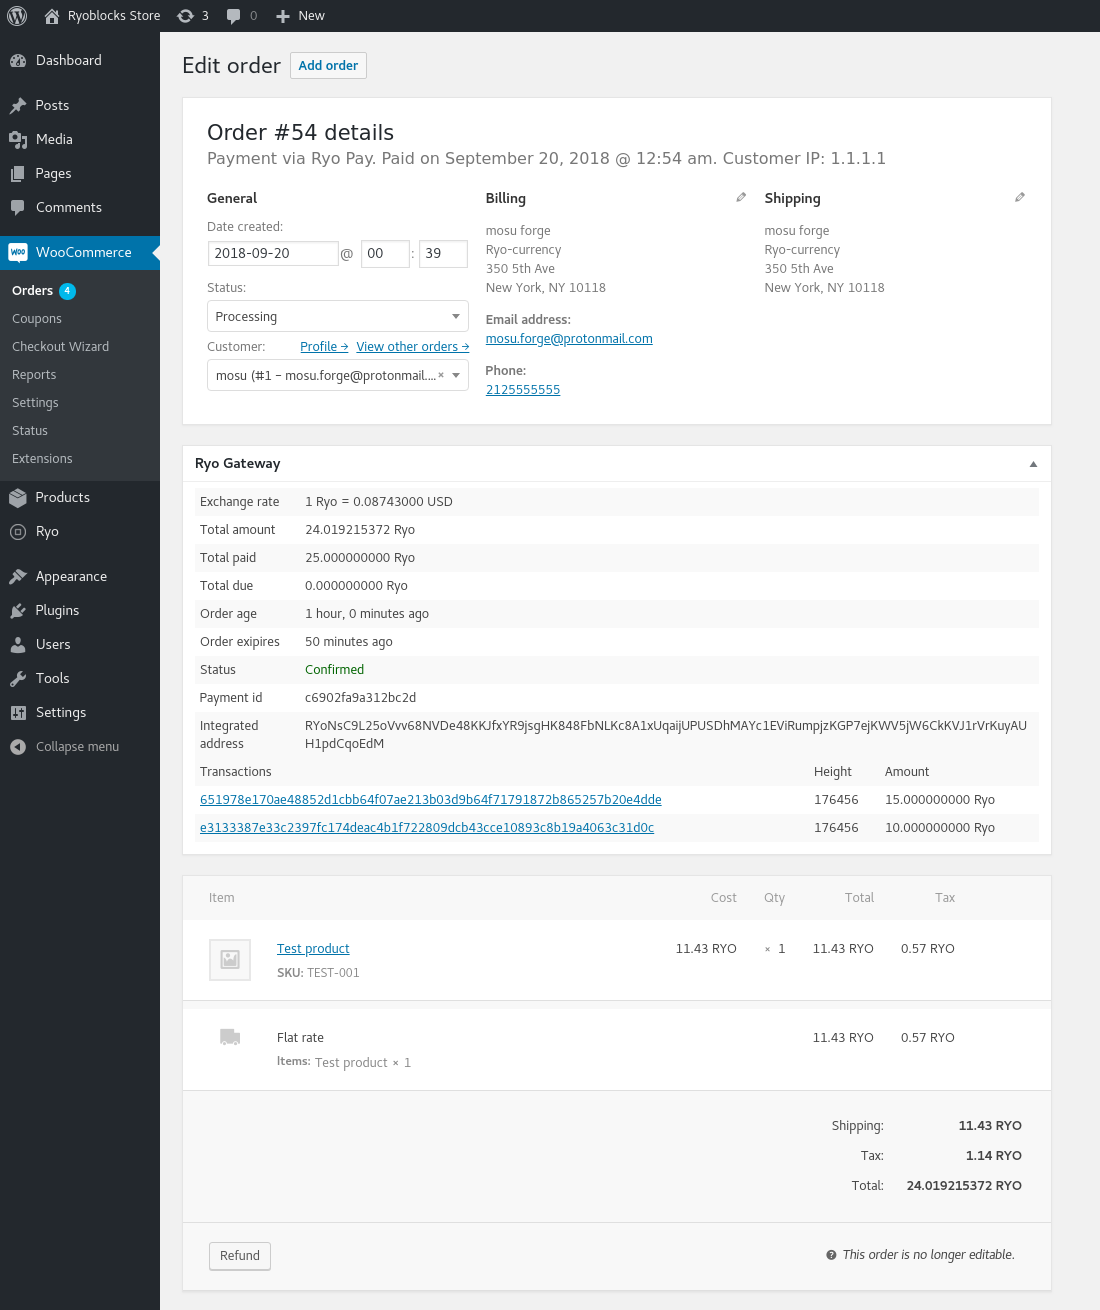 Ryoblocks Store 3 0 New
Dashboard
Posts
Media
Pages
Comments
WooCommerce
Orders 4
Coupons
Checkout Wizard
Reports
Settings
Status
Extensions
Products
Ryo
Appearance
Plugins
Users
Tools
Settings
Collapse menu
Edit order Add order
Order #54 details
Payment via Ryo Pay. Paid on September 20, 2018 @ 12:54 am. Customer IP: 1.1.1.1
General
Date created:
2018-09-20 @ 00 : 39
Status:
Processing
Customer: Profile → View other orders →
mosu (#1 – mosu.forge@protonmail.... ×
Billing
mosu forge
Ryo-currency
350 5th Ave
New York, NY 10118
Email address:
mosu.forge@protonmail.com
Phone:
2125555555
Shipping
mosu forge
Ryo-currency
350 5th Ave
New York, NY 10118
Ryo Gateway
Exchange rate 1 Ryo = 0.08743000 USD
Total amount 24.019215372 Ryo
Total paid 25.000000000 Ryo
Total due 0.000000000 Ryo
Order age 1 hour, 0 minutes ago
Order exipires 50 minutes ago
Status Confirmed
Payment id c6902fa9a312bc2d
Integrated address RYoNsC9L25oVvv68NVDe48KKJfxYR9jsgHK848FbNLKc8A1xUqaijUPUSDhMAYc1EViRumpjzKGP7ejKWV5jW6CkKVJ1rVrKuyAU
H1pdCqoEdM
Transactions Height Amount
651978e170ae48852d1cbb64f07ae213b03d9b64f71791872b865257b20e4dde 176456 15.000000000 Ryo
e3133387e33c2397fc174deac4b1f722809dcb43cce10893c8b19a4063c31d0c 176456 10.000000000 Ryo
Item Cost Qty Total Tax
Test product 11.43 RYO × 1 11.43 RYO 0.57 RYO
SKU: TEST-001
Flat rate 11.43 RYO 0.57 RYO
Items: Test product × 1
Shipping: 11.43 RYO
Tax: 1.14 RYO
Total: 24.019215372 RYO
Refund This order is no longer editable.